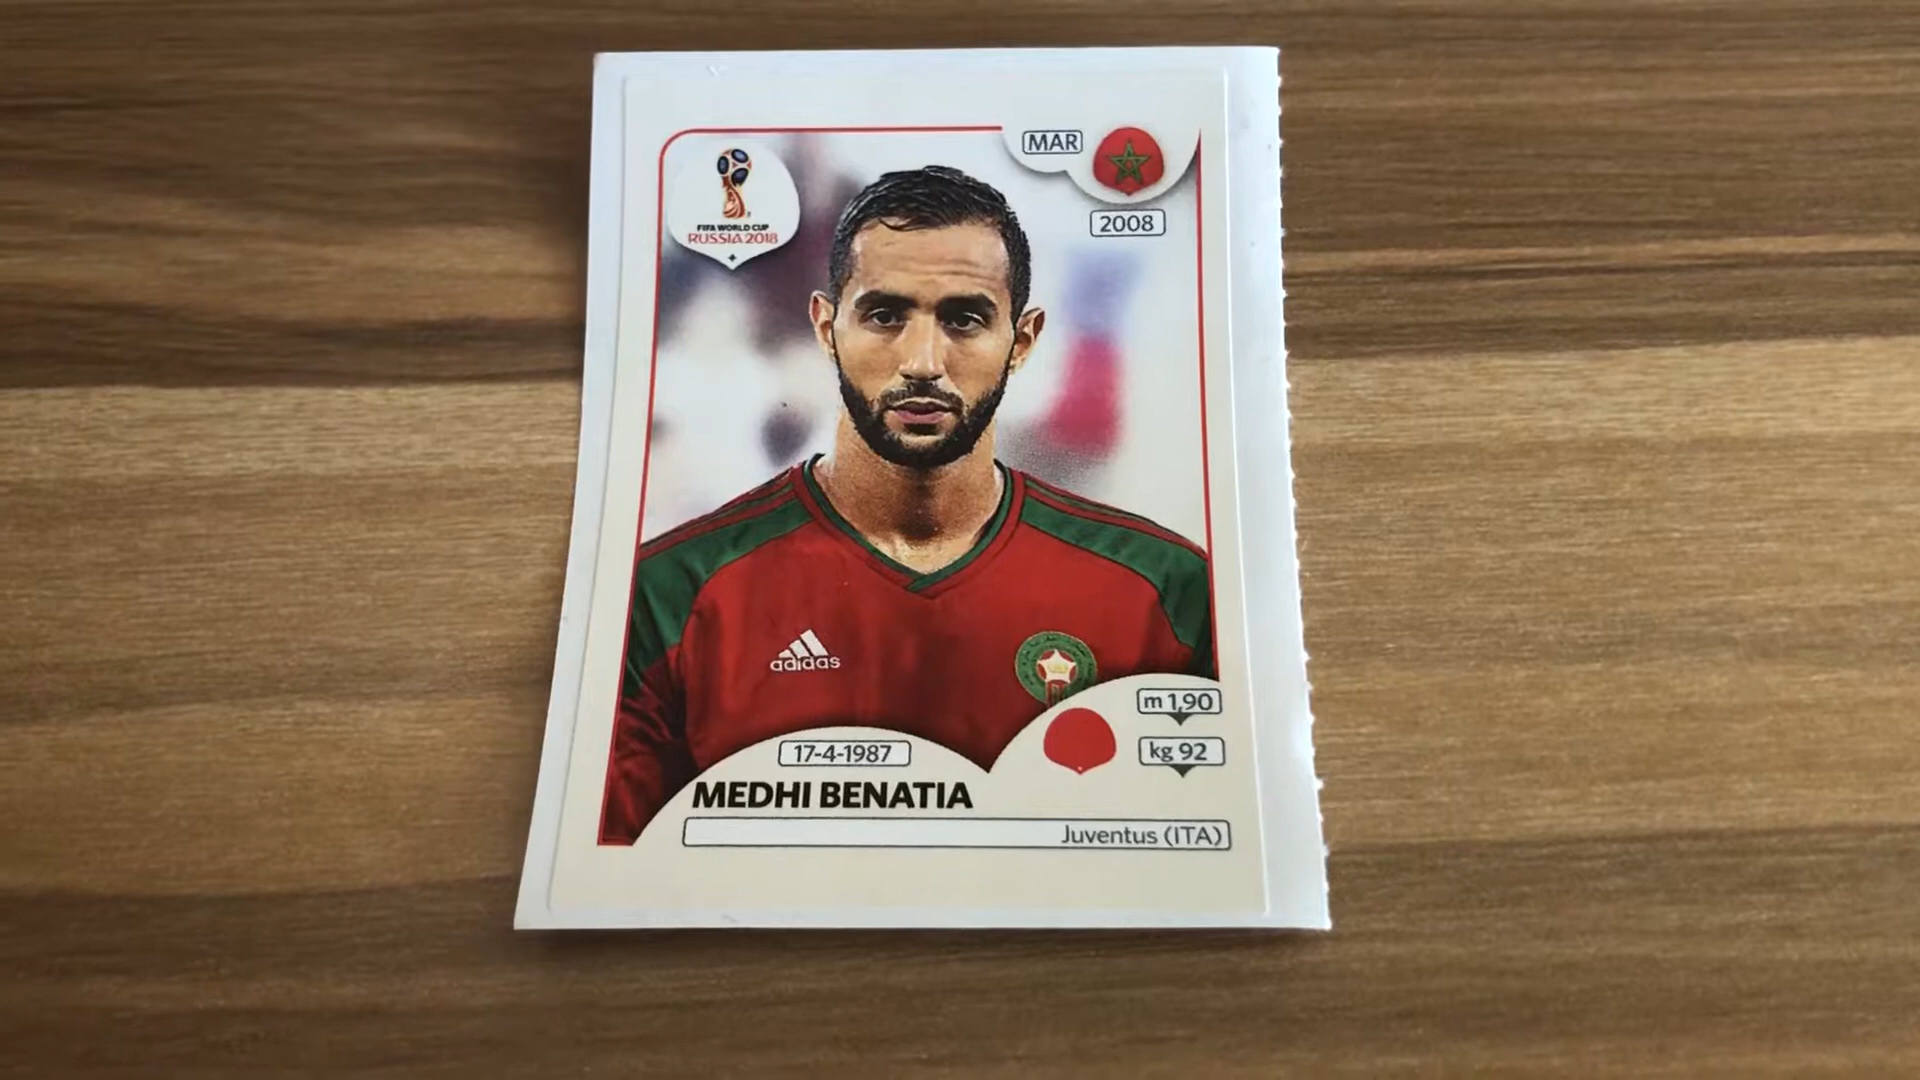 MAR
FIFA WORLD CUP
RUSSIA 2018
2008
adidas
m 1,90
17-4-1987
kg 92
MEDHI BENATIA
Juventus (ITA)